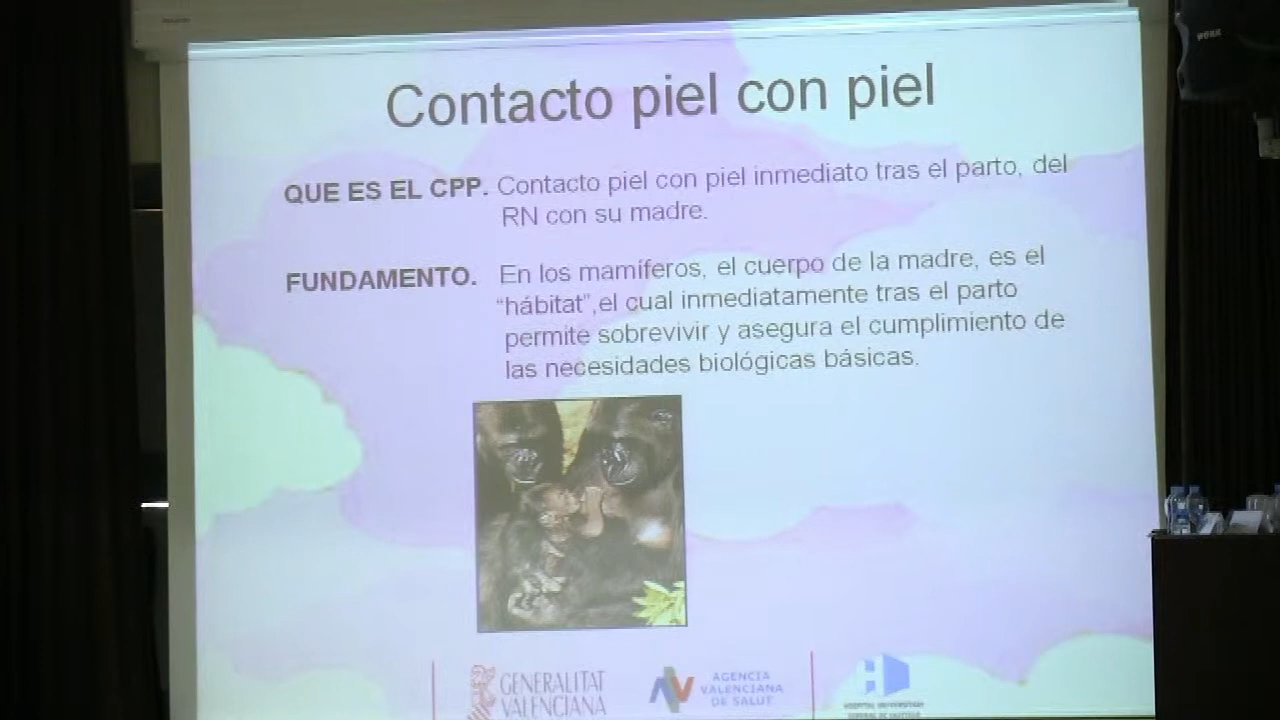 Contacto piel con piel
QUE ES EL CPP. Contacto piel con piel inmediato tras el parto, del
RN con su madre.
FUNDAMENTO. En los mamíferos, el cuerpo de la madre, es el
“hábitat”,el cual inmediatamente tras el parto
permite sobrevivir y asegura el cumplimiento de
las necesidades biológicas básicas.
GENERALITAT
VALENCIANA
AGENCIA
VALENCIANA
DE SALUT
H
HOSPITAL UNIVERSITARI